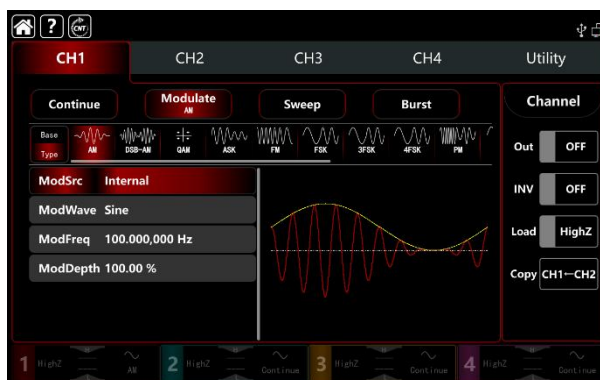 ? CNT
CH1 CH2 CH3 CH4 Utility
Continue Modulate AM Sweep Burst Channel
Base Type AM DSB-AM QAM ASK FM FSK 3FSK 4FSK PM
Out OFF
ModSrc Internal
INV OFF
ModWave Sine
ModFreq 100.000,000 Hz
Load HighZ
ModDepth 100.00 %
Copy CH1←CH2
1 HighZ AM 2 HighZ Continue 3 HighZ Continue 4 HighZ Continue